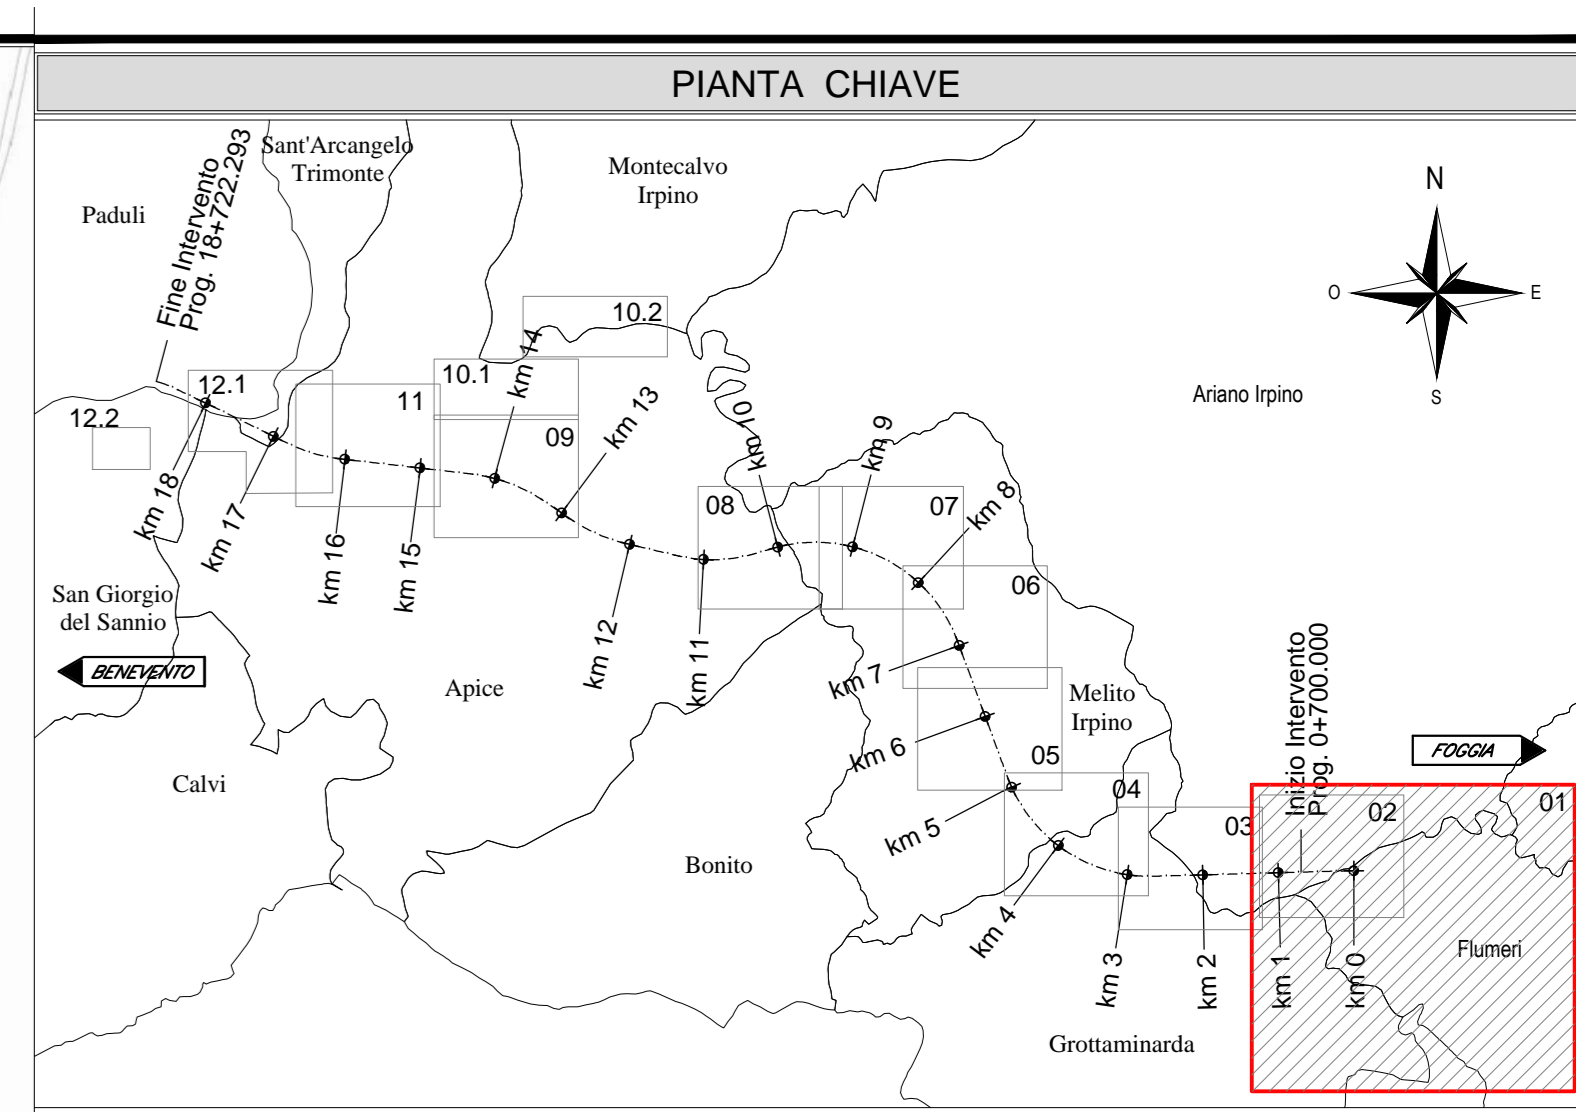 PIANTA CHIAVE
Fine Intervento
Prog. 18+722.293
Sant'Arcangelo
Trimonte
Montecalvo
Irpino
Paduli
N
O
E
S
Ariano Irpino
10.2
10.1
km 14
12.1
12.2
11
09
km 13
km 10
km 9
08
07
km 8
06
km 18
km 17
km 16
km 15
km 12
km 11
km 7
San Giorgio
del Sannio
BENEVENTO
Apice
Melito
Irpino
km 6
05
Inizio Intervento
Prog. 0+700.000
FOGGIA
Calvi
04
03
02
01
km 5
Bonito
km 4
km 3
km 2
km 1
km 0
Flumeri
Grottaminarda